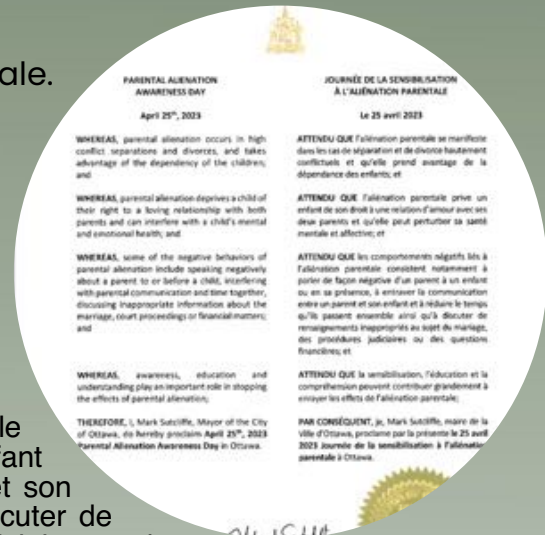 ale.
PARENTAL ALIENATION
AWARENESS DAY
April 25th, 2023
WHEREAS, parental alienation occurs in high
conflict separations and divorces, and takes
advantage of the dependency of the children;
and
WHEREAS, parental alienation deprives a child of
their right to a loving relationship with both
parents and can interfere with a child's mental
and emotional health; and
WHEREAS, some of the negative behaviors of
parental alienation include speaking negatively
about a parent to or before a child, interfering
with parental communication and time together,
discussing inappropriate information about the
marriage, court proceedings or financial matters;
and
WHEREAS, awareness, education and
understanding play an important role in stopping
the effects of parental alienation;
THEREFORE, I, Mark Sutcliffe, Mayor of the City
of Ottawa, do hereby proclaim April 25th, 2023
Parental Alienation Awareness Day in Ottawa.
JOURNÉE DE LA SENSIBILISATION
À L'ALIÉNATION PARENTALE
Le 25 avril 2023
ATTENDU QUE l'aliénation parentale se manifeste
dans les cas de séparation et de divorce hautement
conflictuels et qu'elle prend avantage de la
dépendance des enfants; et
ATTENDU QUE l'aliénation parentale prive un
enfant de son droit à une relation d'amour avec ses
deux parents et qu'elle peut perturber sa santé
mentale et affective; et
ATTENDU QUE les comportements négatifs liés à
l'aliénation parentale consistent notamment à
parler de façon négative d'un parent à un enfant
ou en sa présence, à entraver la communication
entre un parent et son enfant et à réduire le temps
qu'ils passent ensemble ainsi qu'à discuter de
renseignements inappropriés au sujet du mariage,
des procédures judiciaires ou des questions
financières; et
ATTENDU QUE la sensibilisation, l'éducation et la
compréhension peuvent contribuer grandement à
enrayer les effets de l'aliénation parentale;
PAR CONSÉQUENT, je, Mark Sutcliffe, maire de la
ville d'Ottawa, proclame par la présente le 25 avril
2023 Journée de la sensibilisation à l'aliénation
parentale à Ottawa.
le
fant
et son
cuter de